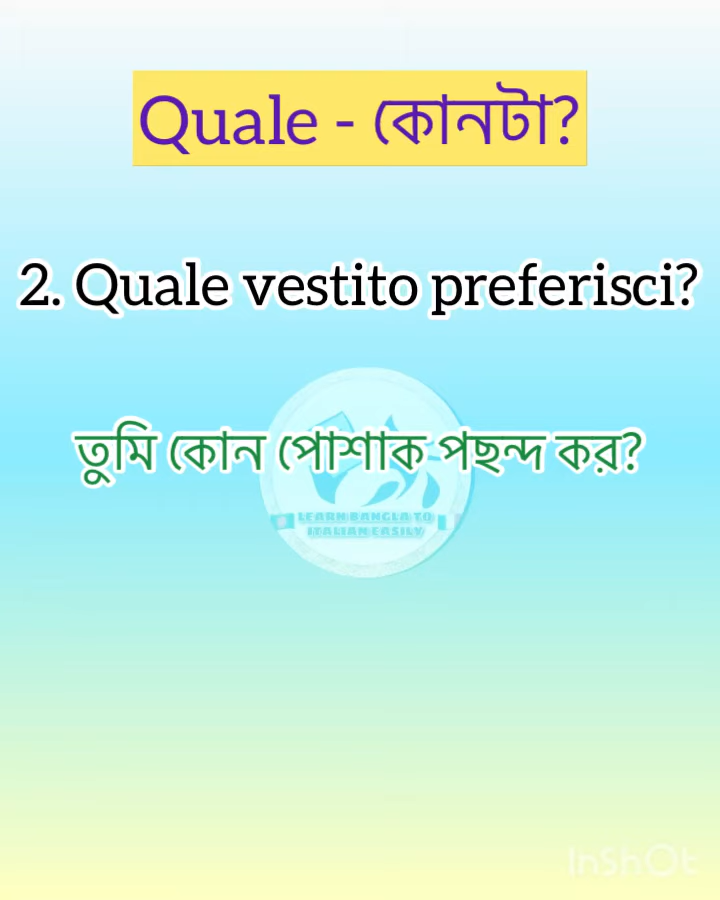 Quale - কোনটা?
2. Quale vestito preferisci?
তুমি কোন পোশাক পছন্দ কর?
LEARN BANGLA TO
ITALIAN EASILY
InShOt